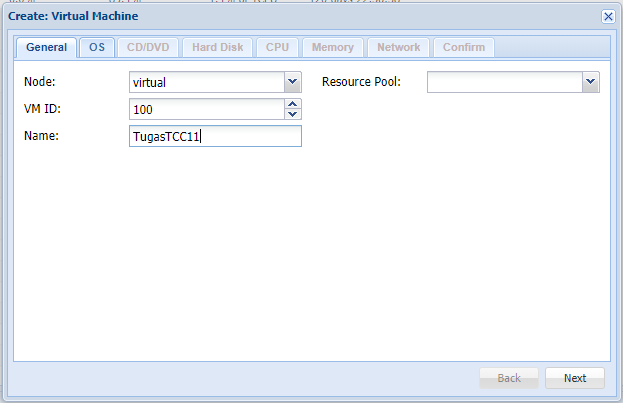 Create: Virtual Machine
General OS CD/DVD Hard Disk CPU Memory Network Confirm
Node: virtual Resource Pool:
VM ID: 100
Name: TugasTCC11
Back Next